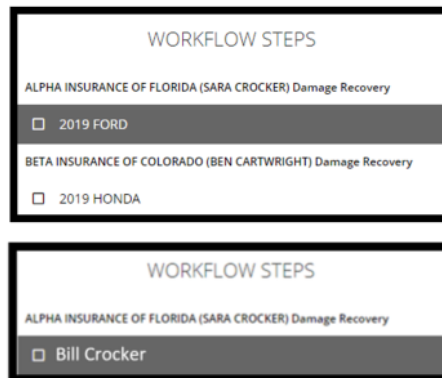 WORKFLOW STEPS
ALPHA INSURANCE OF FLORIDA (SARA CROCKER) Damage Recovery
2019 FORD
BETA INSURANCE OF COLORADO (BEN CARTWRIGHT) Damage Recovery
2019 HONDA
WORKFLOW STEPS
ALPHA INSURANCE OF FLORIDA (SARA CROCKER) Damage Recovery
Bill Crocker